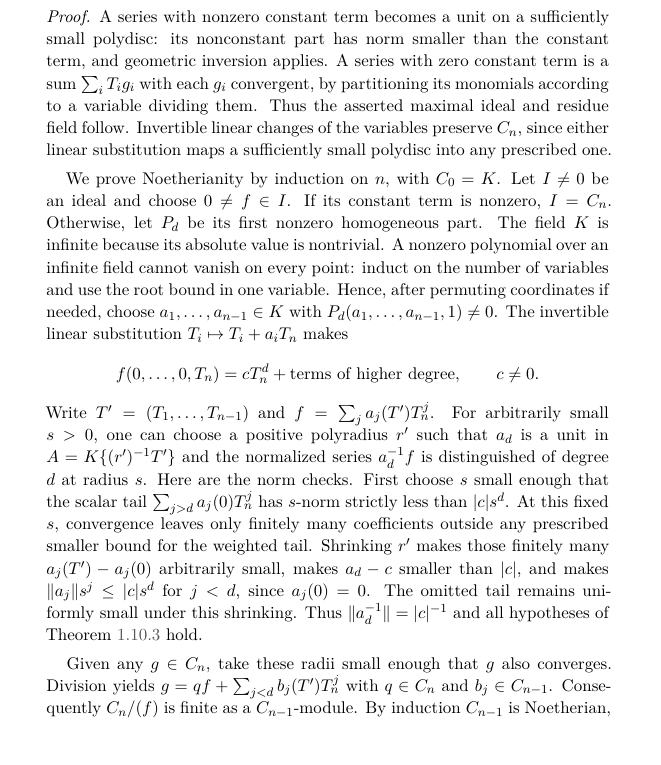 Proof. A series with nonzero constant term becomes a unit on a sufficiently
small polydisc: its nonconstant part has norm smaller than the constant
term, and geometric inversion applies. A series with zero constant term is a
sum ∑_i T_i g_i with each g_i convergent, by partitioning its monomials according
to a variable dividing them. Thus the asserted maximal ideal and residue
field follow. Invertible linear changes of the variables preserve C_n, since either
linear substitution maps a sufficiently small polydisc into any prescribed one.
We prove Noetherianity by induction on n, with C_0 = K. Let I ≠ 0 be
an ideal and choose 0 ≠ f ∈ I. If its constant term is nonzero, I = C_n.
Otherwise, let P_d be its first nonzero homogeneous part. The field K is
infinite because its absolute value is nontrivial. A nonzero polynomial over an
infinite field cannot vanish on every point: induct on the number of variables
and use the root bound in one variable. Hence, after permuting coordinates if
needed, choose a_1, . . . , a_{n−1} ∈ K with P_d(a_1, . . . , a_{n−1}, 1) ≠ 0. The invertible
linear substitution T_i ↦ T_i + a_i T_n makes
f(0, . . . , 0, T_n) = cT_n^d + terms of higher degree, c ≠ 0.
Write T′ = (T_1, . . . , T_{n−1}) and f = ∑_j a_j(T′)T_n^j. For arbitrarily small
s > 0, one can choose a positive polyradius r′ such that a_d is a unit in
A = K{(r′)^{−1}T′} and the normalized series a_d^{−1}f is distinguished of degree
d at radius s. Here are the norm checks. First choose s small enough that
the scalar tail ∑_{j>d} a_j(0)T_n^j has s-norm strictly less than |c|s^d. At this fixed
s, convergence leaves only finitely many coefficients outside any prescribed
smaller bound for the weighted tail. Shrinking r′ makes those finitely many
a_j(T′) − a_j(0) arbitrarily small, makes a_d − c smaller than |c|, and makes
‖a_j‖s^j ≤ |c|s^d for j < d, since a_j(0) = 0. The omitted tail remains uni-
formly small under this shrinking. Thus ‖a_d^{−1}‖ = |c|^{−1} and all hypotheses of
Theorem 1.10.3 hold.
Given any g ∈ C_n, take these radii small enough that g also converges.
Division yields g = qf + ∑_{j<d} b_j(T′)T_n^j with q ∈ C_n and b_j ∈ C_{n−1}. Conse-
quently C_n/(f) is finite as a C_{n−1}-module. By induction C_{n−1} is Noetherian,